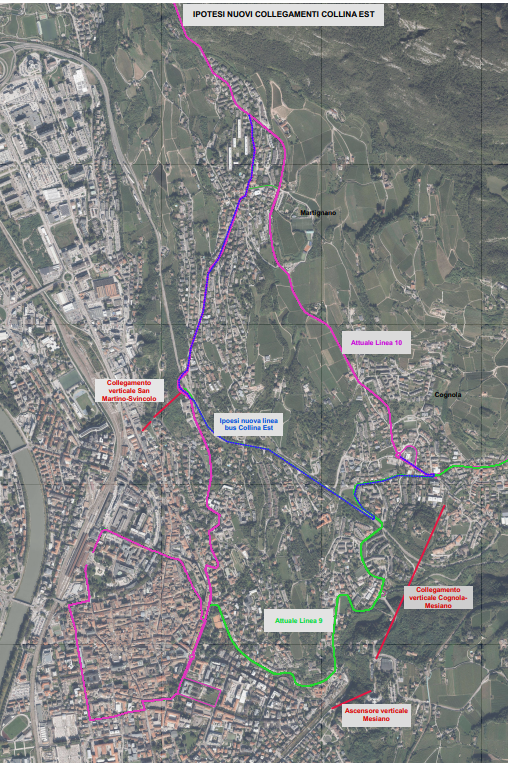 IPOTESI NUOVI COLLEGAMENTI COLLINA EST
Martignano
Attuale Linea 10
Collegamento
verticale San
Martino-Svincolo
Cognola
Ipoesi nuova linea
bus Collina Est
Collegamento
verticale Cognola-
Mesiano
Attuale Linea 9
Ascensore verticale
Mesiano